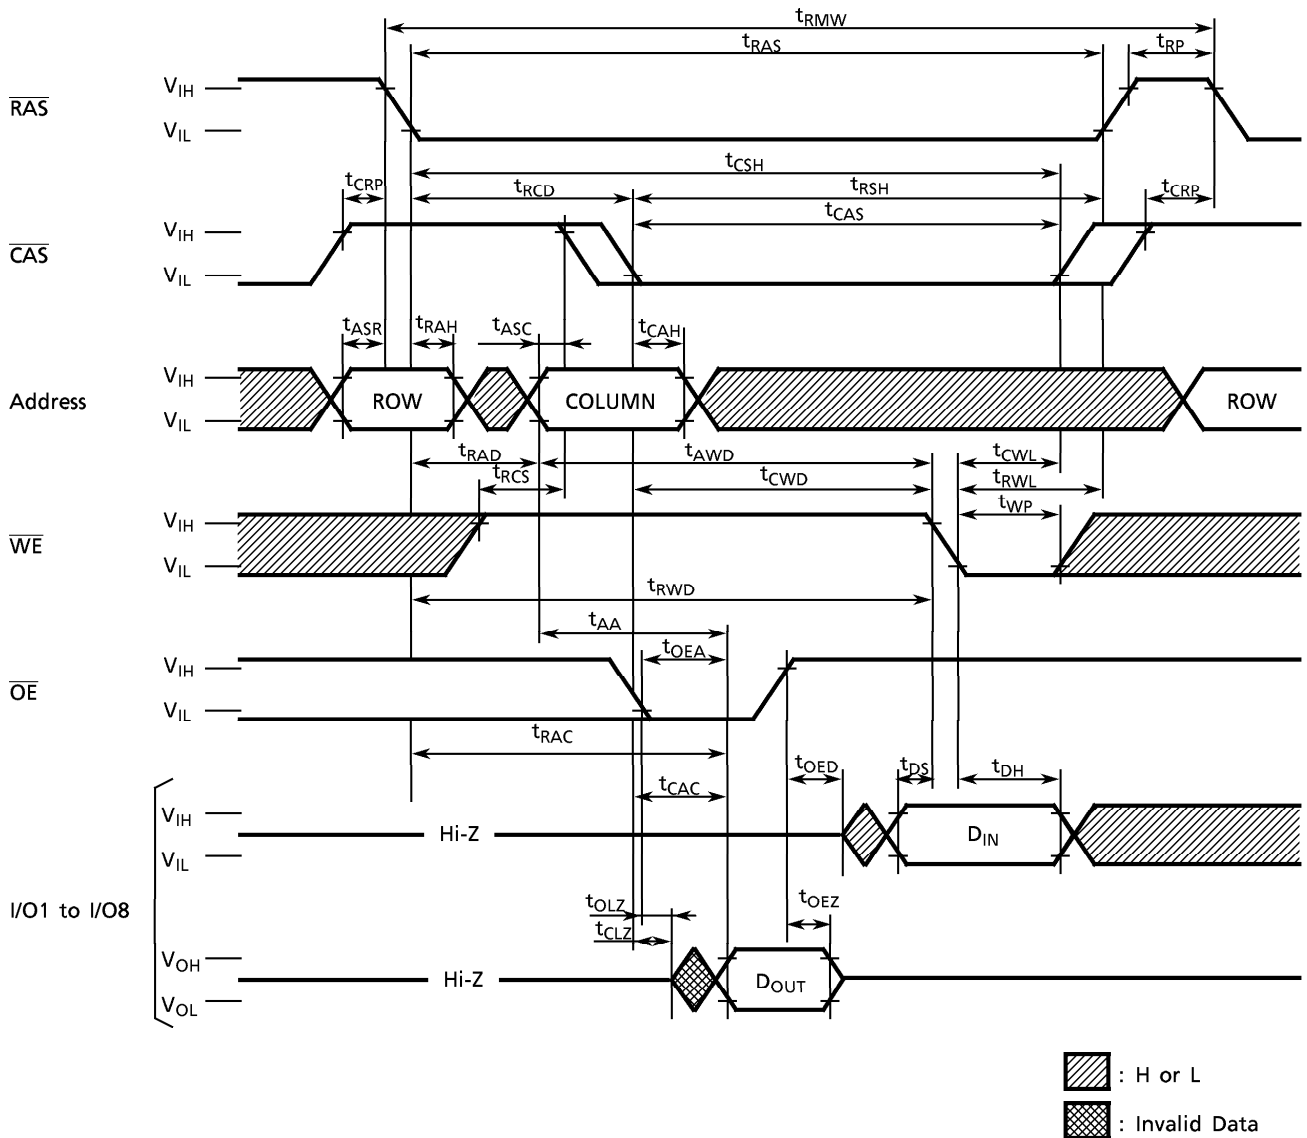 tRMW
tRAS
tRP
RAS
VIH
VIL
tCSH
tCRP
tRCD
tRSH
tCRP
tCAS
CAS
VIH
VIL
tASR
tRAH
tASC
tCAH
Address
VIH
VIL
ROW
COLUMN
ROW
tRAD
tAWD
tCWL
tRCS
tCWD
tRWL
tWP
WE
VIH
VIL
tRWD
tAA
tOEA
OE
VIH
VIL
tRAC
tOED
tDS
tDH
tCAC
VIH
VIL
Hi-Z
DIN
I/O1 to I/O8
tOLZ
tOEZ
tCLZ
VOH
VOL
Hi-Z
DOUT
: H or L
: Invalid Data